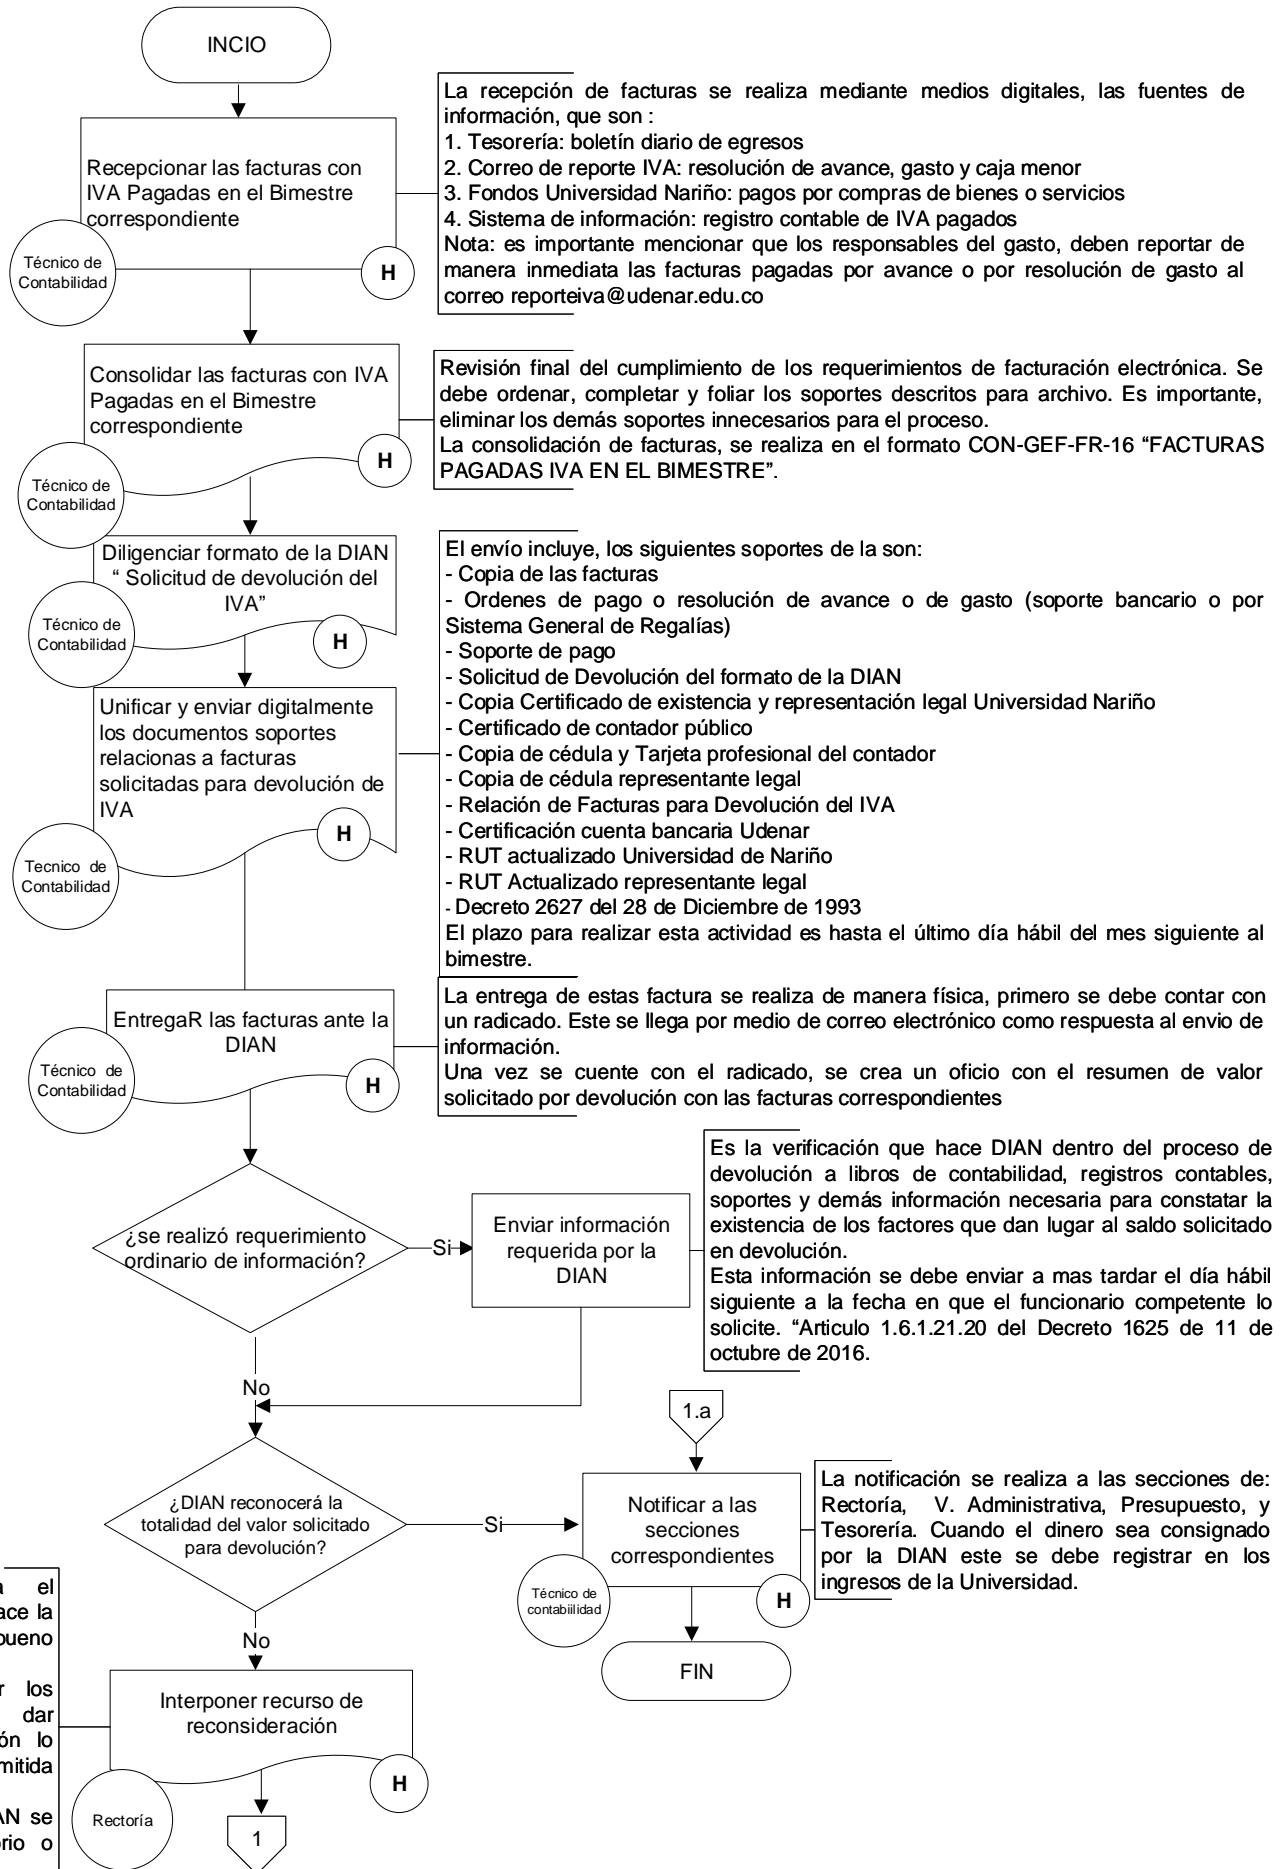 INCIO
La recepción de facturas se realiza mediante medios digitales, las fuentes de
información, que son :
1. Tesorería: boletín diario de egresos
2. Correo de reporte IVA: resolución de avance, gasto y caja menor
3. Fondos Universidad Nariño: pagos por compras de bienes o servicios
4. Sistema de información: registro contable de IVA pagados
Nota: es importante mencionar que los responsables del gasto, deben reportar de
manera inmediata las facturas pagadas por avance o por resolución de gasto al
correo reporteiva@udenar.edu.co
Recepcionar las facturas con
IVA Pagadas en el Bimestre
correspondiente
Técnico de
Contabilidad
H
Consolidar las facturas con IVA
Pagadas en el Bimestre
correspondiente
H
Técnico de
Contabilidad
Revisión final del cumplimiento de los requerimientos de facturación electrónica. Se
debe ordenar, completar y foliar los soportes descritos para archivo. Es importante,
eliminar los demás soportes innecesarios para el proceso.
La consolidación de facturas, se realiza en el formato CON-GEF-FR-16 “FACTURAS
PAGADAS IVA EN EL BIMESTRE”.
Diligenciar formato de la DIAN
“ Solicitud de devolución del
IVA”
Técnico de
Contabilidad
H
El envío incluye, los siguientes soportes de la son:
- Copia de las facturas
- Ordenes de pago o resolución de avance o de gasto (soporte bancario o por
Sistema General de Regalías)
- Soporte de pago
- Solicitud de Devolución del formato de la DIAN
- Copia Certificado de existencia y representación legal Universidad Nariño
- Certificado de contador público
- Copia de cédula y Tarjeta profesional del contador
- Copia de cédula representante legal
- Relación de Facturas para Devolución del IVA
- Certificación cuenta bancaria Udenar
- RUT actualizado Universidad de Nariño
- RUT Actualizado representante legal
- Decreto 2627 del 28 de Diciembre de 1993
El plazo para realizar esta actividad es hasta el último día hábil del mes siguiente al
bimestre.
Unificar y enviar digitalmente
los documentos soportes
relacionas a facturas
solicitadas para devolución de
IVA
H
Tecnico de
Contabilidad
EntregaR las facturas ante la
DIAN
Técnico de
Contabilidad
H
La entrega de estas factura se realiza de manera física, primero se debe contar con
un radicado. Este se llega por medio de correo electrónico como respuesta al envio de
información.
Una vez se cuente con el radicado, se crea un oficio con el resumen de valor
solicitado por devolución con las facturas correspondientes
¿se realizó requerimiento
ordinario de información?
Si
Enviar información
requerida por la
DIAN
Es la verificación que hace DIAN dentro del proceso de
devolución a libros de contabilidad, registros contables,
soportes y demás información necesaria para constatar la
existencia de los factores que dan lugar al saldo solicitado
en devolución.
Esta información se debe enviar a mas tardar el día hábil
siguiente a la fecha en que el funcionario competente lo
solicite. “Articulo 1.6.1.21.20 del Decreto 1625 de 11 de
octubre de 2016.
No
1.a
¿DIAN reconocerá la
totalidad del valor solicitado
para devolución?
Si
Notificar a las
secciones
correspondientes
Técnico de
contabiilidad
H
La notificación se realiza a las secciones de:
Rectoría, V. Administrativa, Presupuesto, y
Tesorería. Cuando el dinero sea consignado
por la DIAN este se debe registrar en los
ingresos de la Universidad.
No
FIN
Interponer recurso de
reconsideración
H
Rectoría
1
el
ace la
bueno
los
dar
lo
mitida
AN se
o